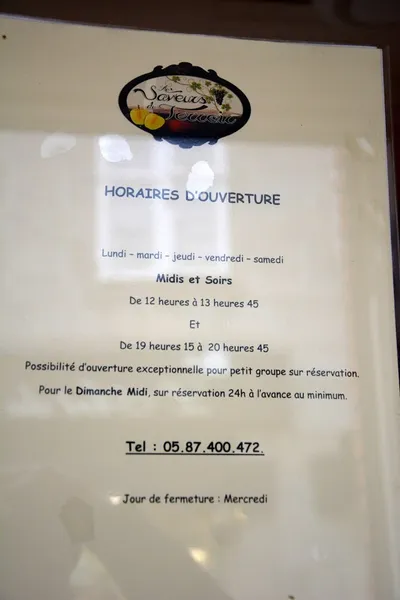 Saveurs
Terroir
HORAIRES D'OUVERTURE
Lundi – mardi – jeudi – vendredi – samedi
Midis et Soirs
De 12 heures à 13 heures 45
Et
De 19 heures 15 à 20 heures 45
Possibilité d'ouverture exceptionnelle pour petit groupe sur réservation.
Pour le Dimanche Midi, sur réservation 24h à l'avance au minimum.
Tel : 05.87.400.472.
Jour de fermeture : Mercredi